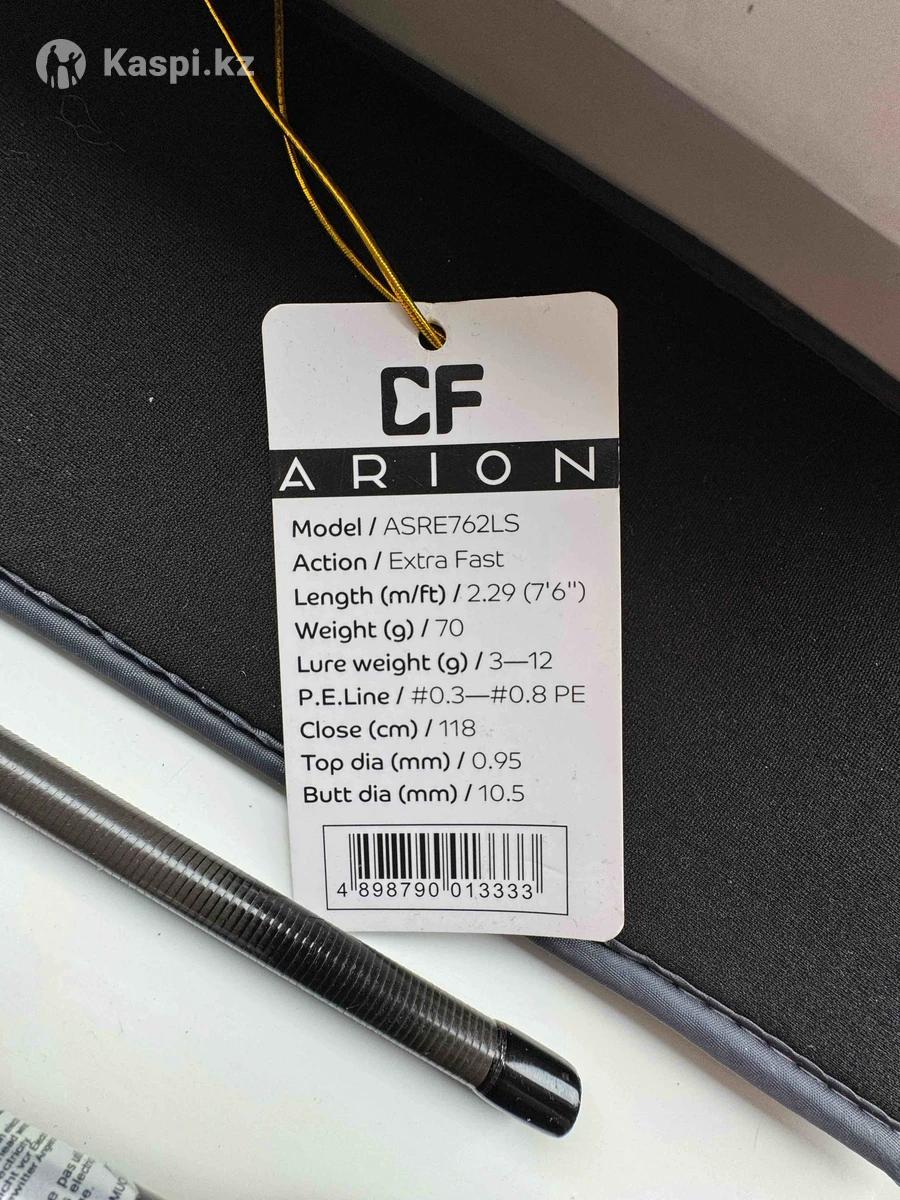 Kaspi.kz
CF
ARION
Model / ASRE762LS
Action / Extra Fast
Length (m/ft) / 2.29 (7'6")
Weight (g) / 70
Lure weight (g) / 3—12
P.E.Line / #0.3—#0.8 PE
Close (cm) / 118
Top dia (mm) / 0.95
Butt dia (mm) / 10.5
4 898790 013333